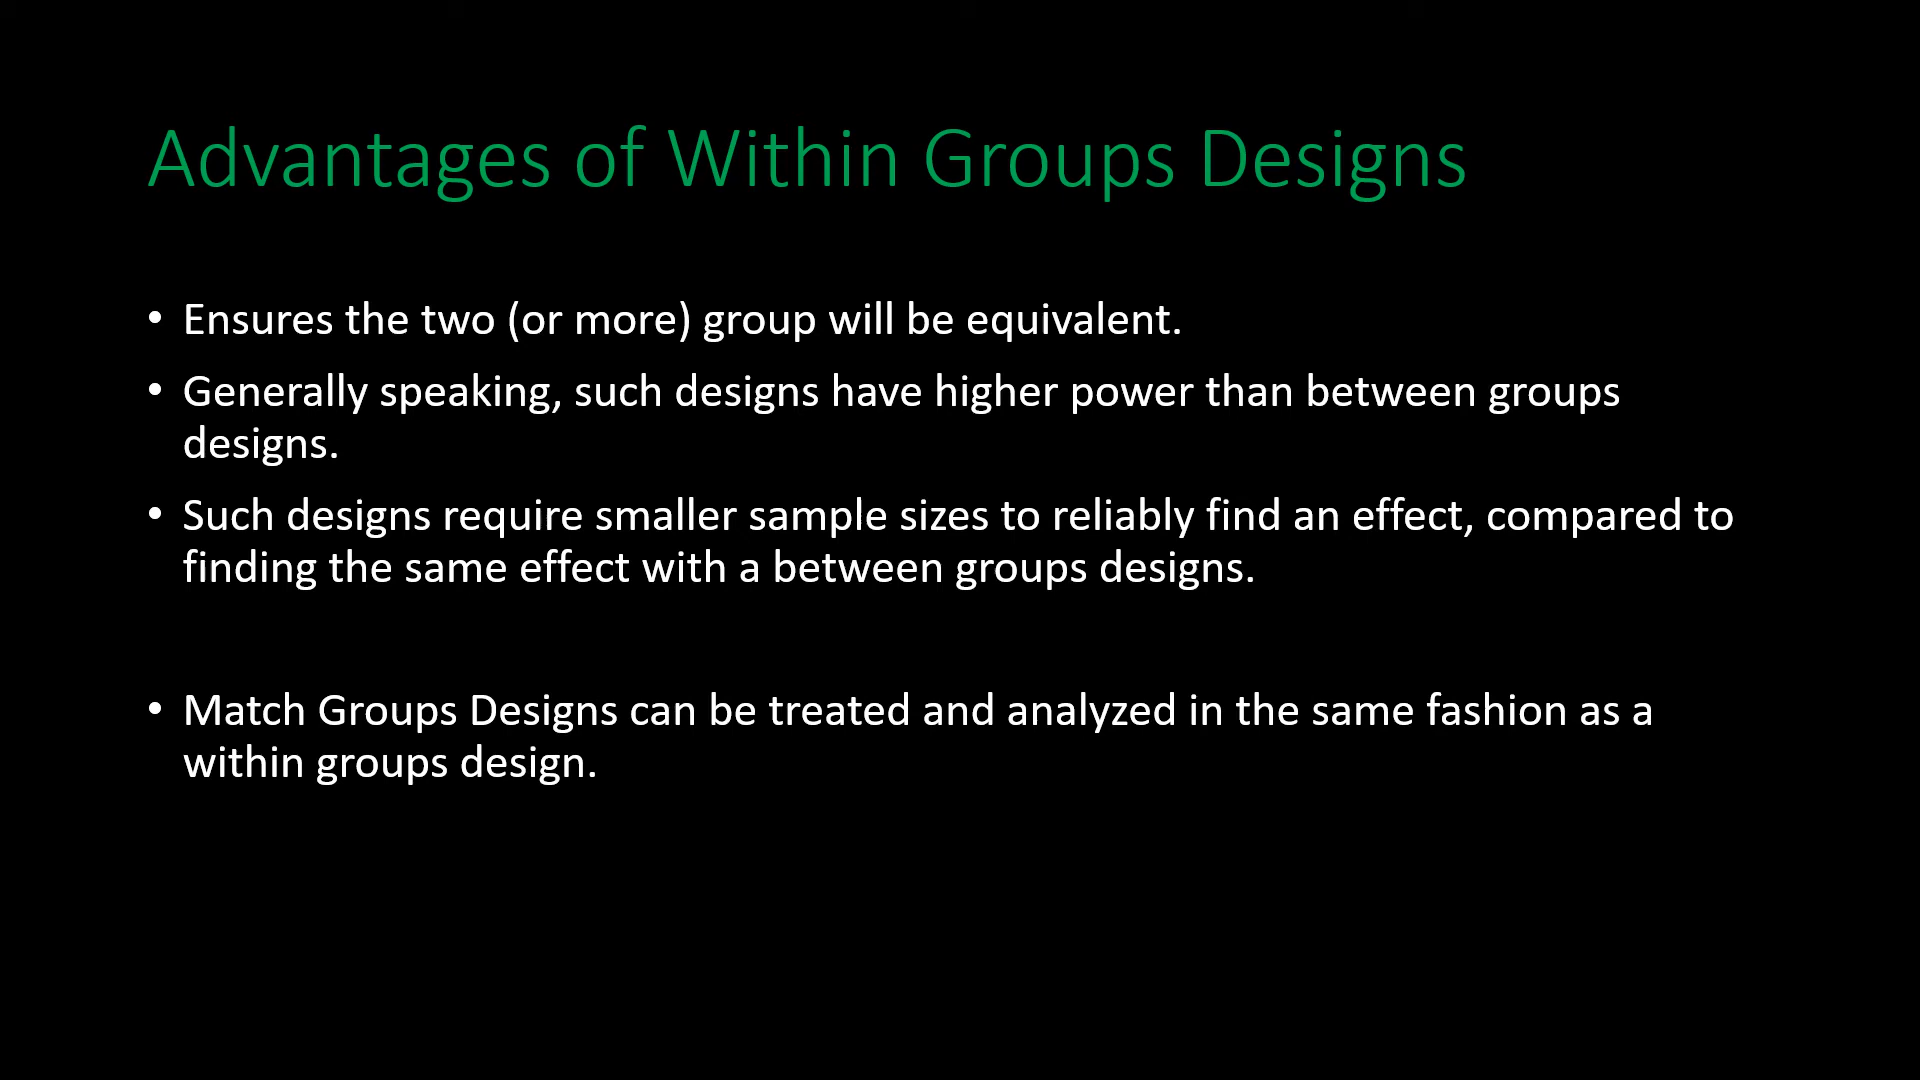 Advantages of Within Groups Designs
• Ensures the two (or more) group will be equivalent.
• Generally speaking, such designs have higher power than between groups
designs.
• Such designs require smaller sample sizes to reliably find an effect, compared to
finding the same effect with a between groups designs.
• Match Groups Designs can be treated and analyzed in the same fashion as a
within groups design.